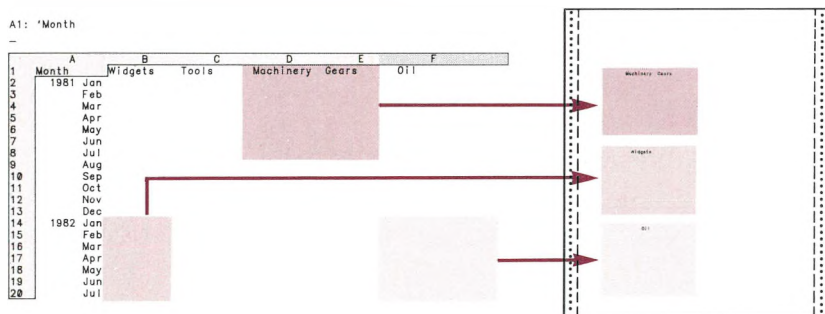 A1: 'Month
A B C D E F
1 Month Widgets Tools Machinery Gears Oil
2 1981 Jan
3 Feb
4 Mar
5 Apr
6 May
7 Jun
8 Jul
9 Aug
10 Sep
11 Oct
12 Nov
13 Dec
14 1982 Jan
15 Feb
16 Mar
17 Apr
18 May
19 Jun
20 Jul
Machinery Gears
Widgets
Oil